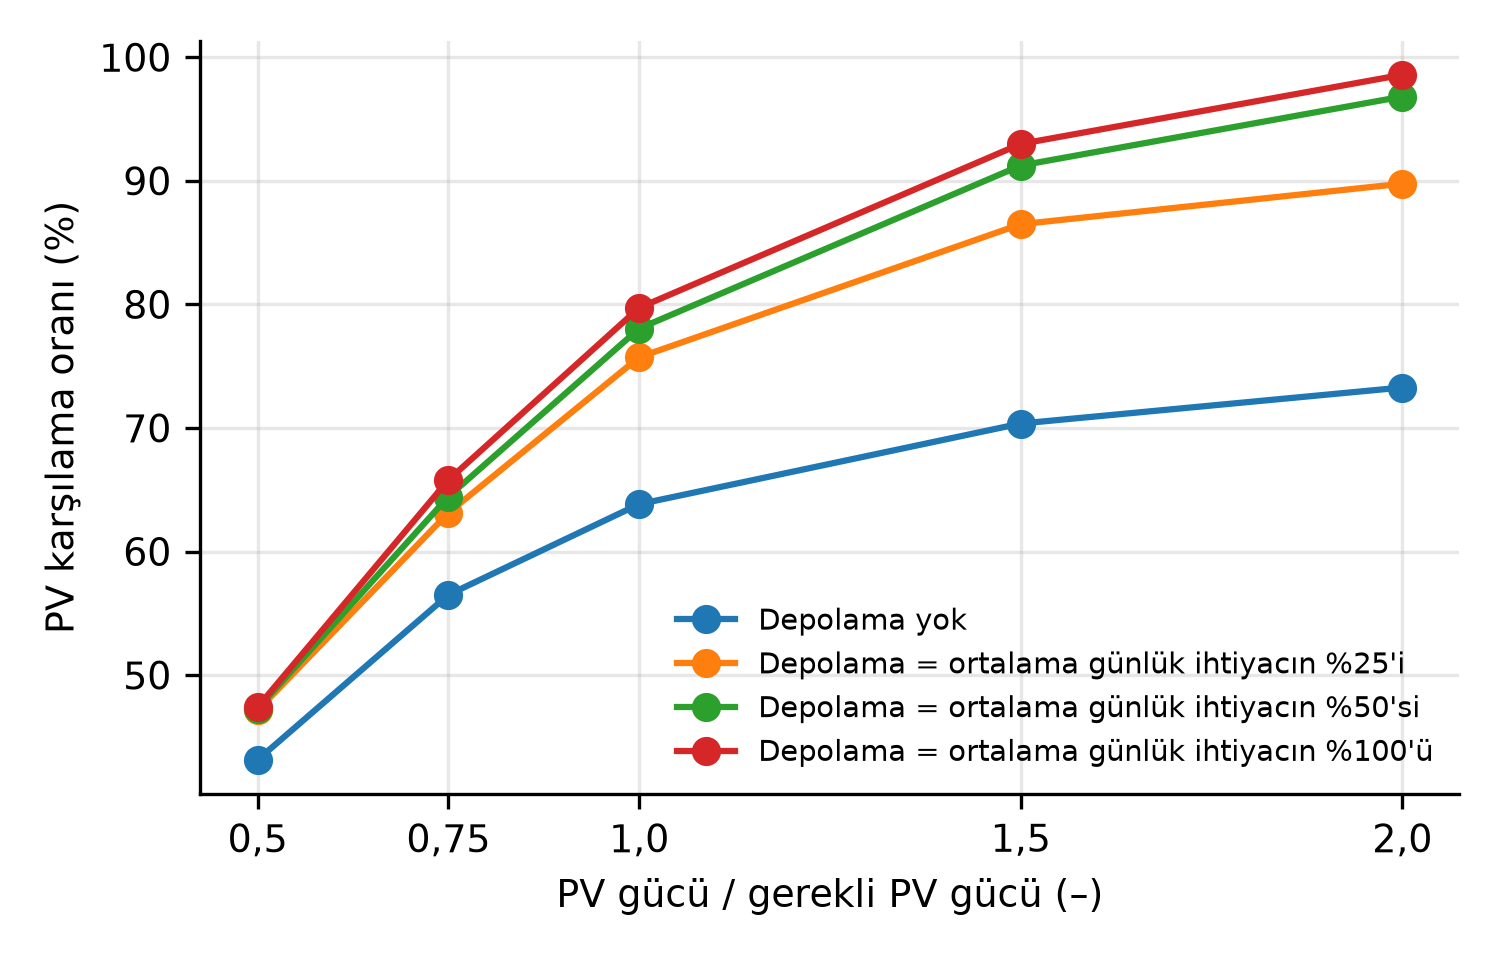 100
90
80
70
60
50
PV karşılama oranı (%)
Depolama yok
Depolama = ortalama günlük ihtiyacın %25'i
Depolama = ortalama günlük ihtiyacın %50'si
Depolama = ortalama günlük ihtiyacın %100'ü
0,5 0,75 1,0 1,5 2,0
PV gücü / gerekli PV gücü (–)